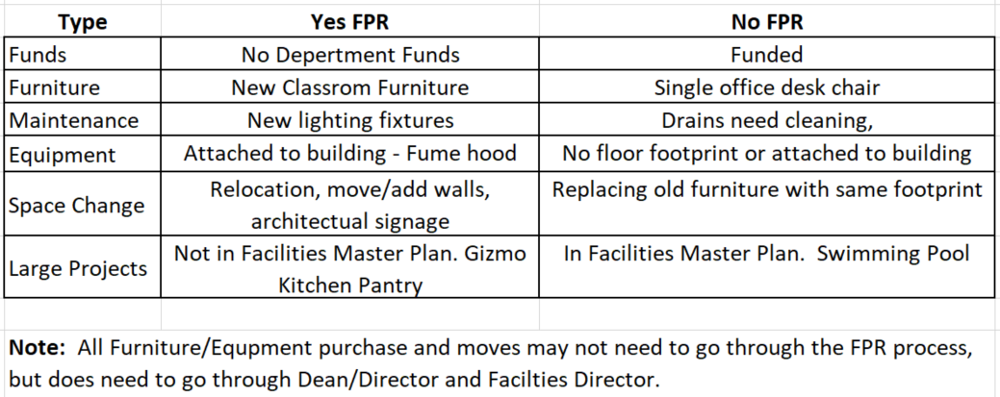 Type Yes FPR No FPR
Funds No Depertment Funds Funded
Furniture New Classrom Furniture Single office desk chair
Maintenance New lighting fixtures Drains need cleaning,
Equipment Attached to building - Fume hood No floor footprint or attached to building
Space Change Relocation, move/add walls, Replacing old furniture with same footprint
architectual signage
Large Projects Not in Facilities Master Plan. Gizmo In Facilities Master Plan.  Swimming Pool
Kitchen Pantry
Note:  All Furniture/Equpment purchase and moves may not need to go through the FPR process,
but does need to go through Dean/Director and Facilties Director.